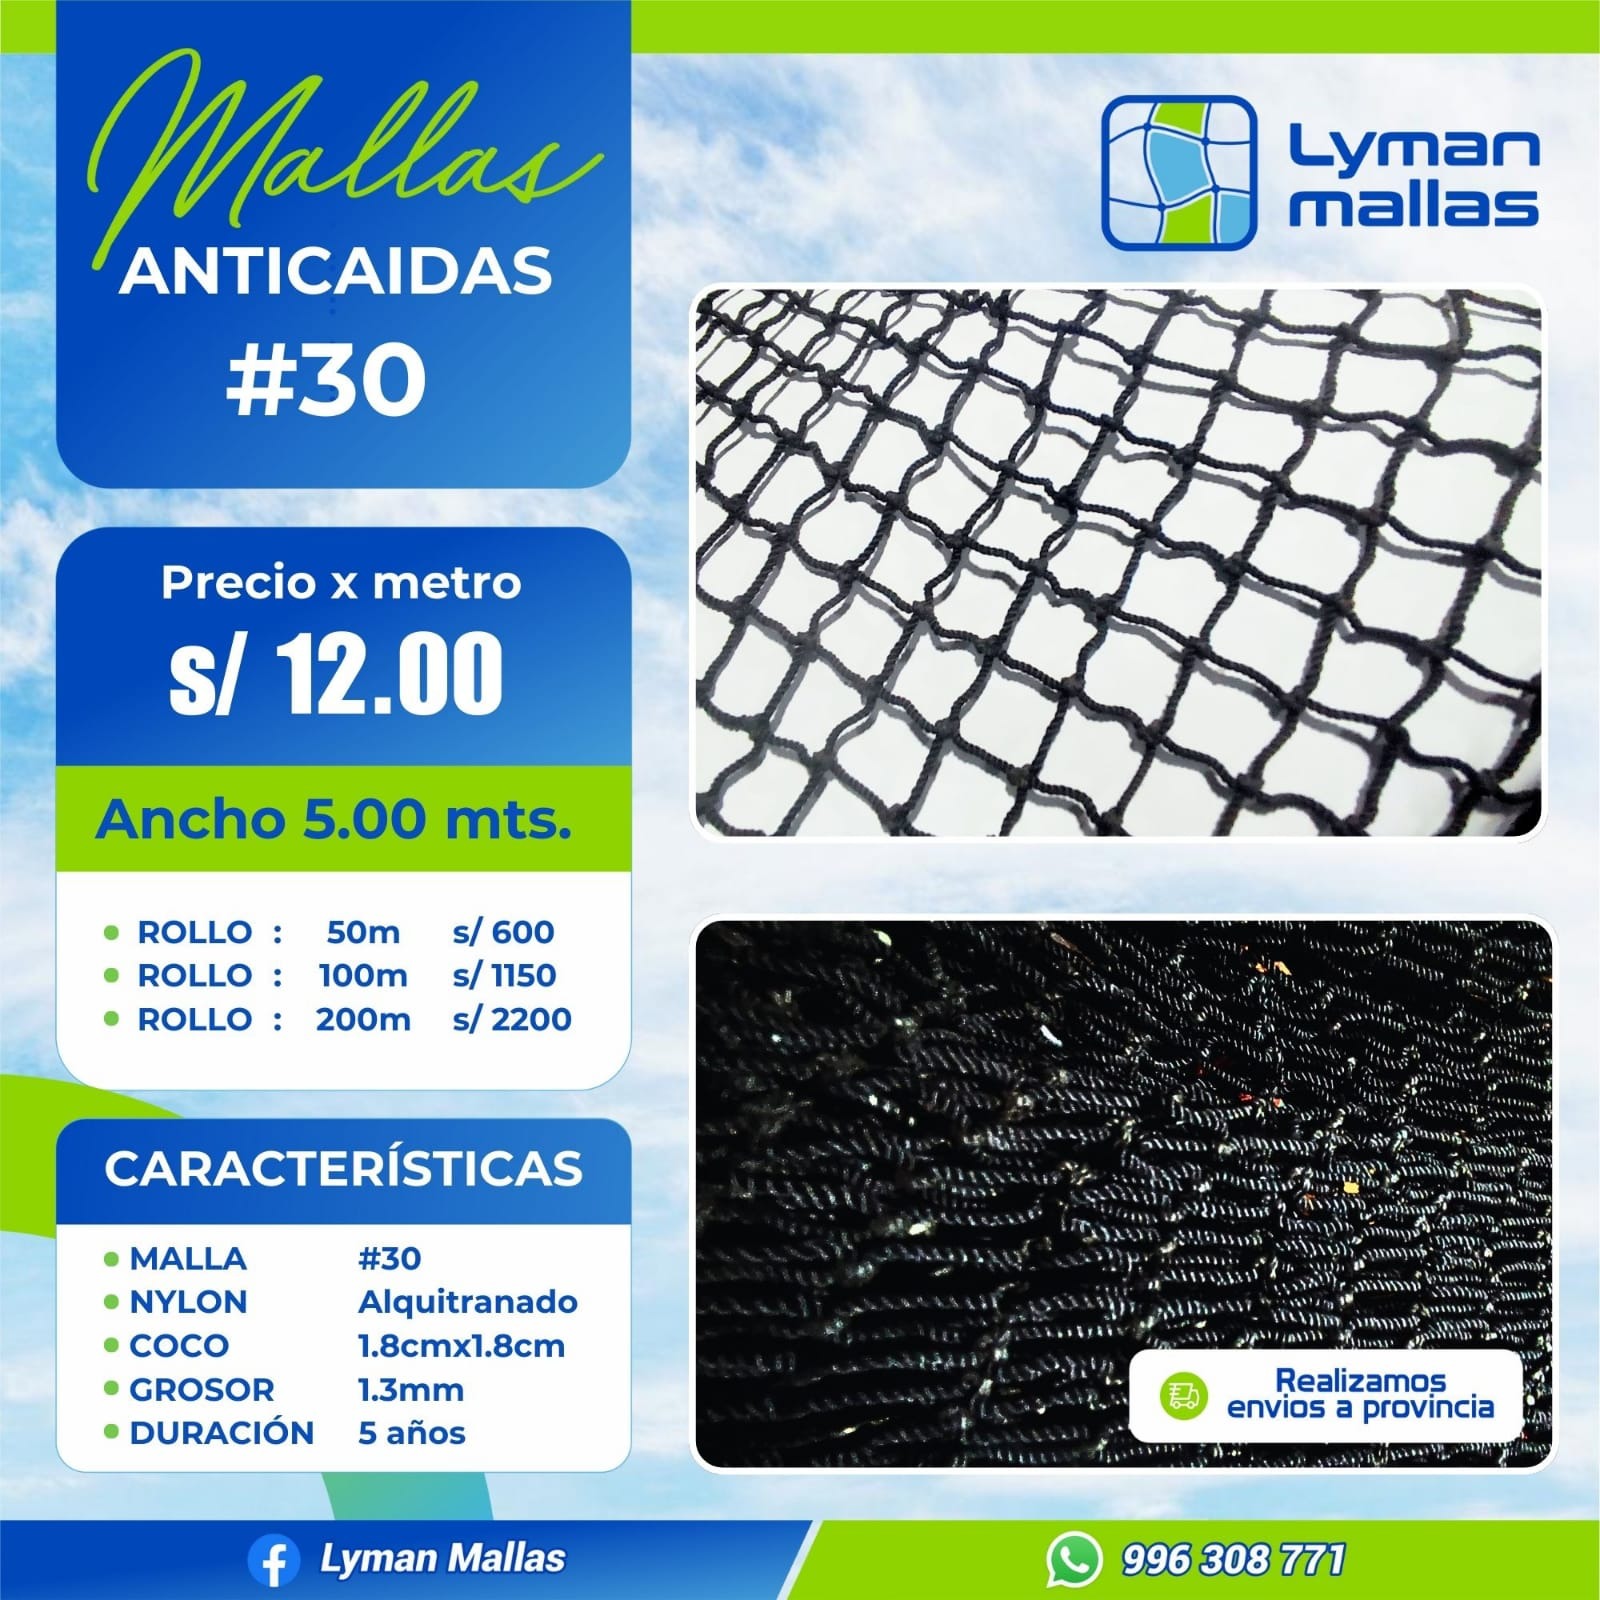 Mallas
ANTICAIDAS
#30
Lyman
mallas
Precio x metro
s/ 12.00
Ancho 5.00 mts.
ROLLO : 50m s/ 600
ROLLO : 100m s/ 1150
ROLLO : 200m s/ 2200
CARACTERÍSTICAS
MALLA #30
NYLON Alquitranado
COCO 1.8cmx1.8cm
GROSOR 1.3mm
DURACIÓN 5 años
Realizamos
envios a provincia
Lyman Mallas
996 308 771